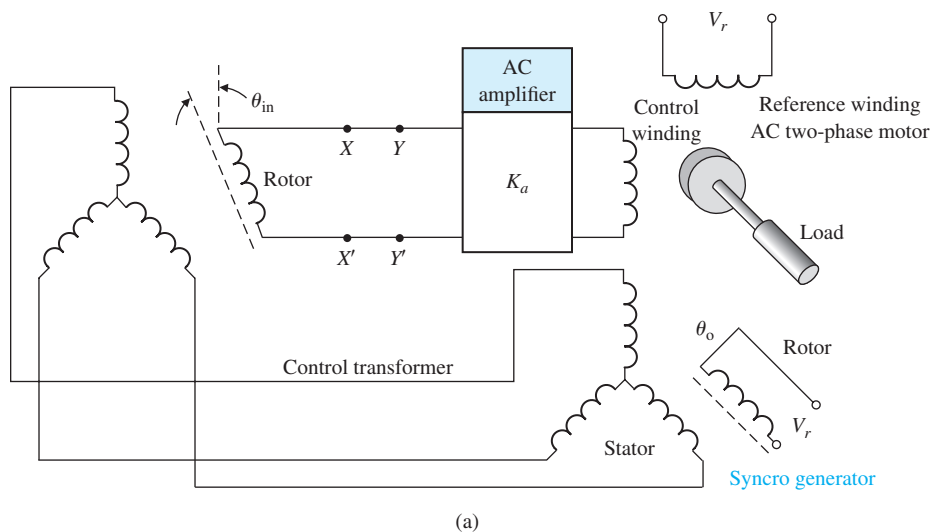 V_r
AC
amplifier
θ_in
Control
winding
Reference winding
AC two-phase motor
X
Y
Rotor
K_a
Load
X′
Y′
θ_o
Rotor
Control transformer
V_r
Stator
Syncro generator
(a)